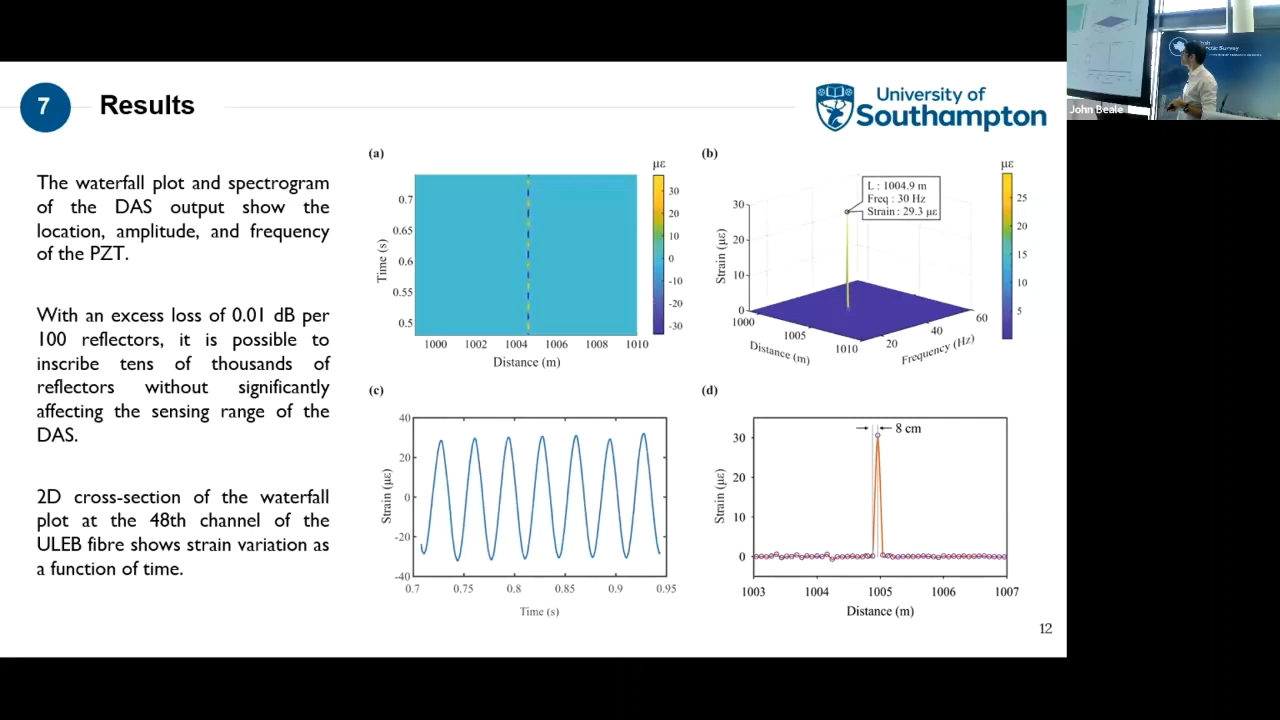 7
Results
University of
Southampton
The waterfall plot and spectrogram
of the DAS output show the
location, amplitude, and frequency
of the PZT.
With an excess loss of 0.01 dB per
100 reflectors, it is possible to
inscribe tens of thousands of
reflectors without significantly
affecting the sensing range of the
DAS.
2D cross-section of the waterfall
plot at the 48th channel of the
ULEB fibre shows strain variation as
a function of time.
(a)
με
30
20
10
0
-10
-20
-30
Time (s)
0.7
0.65
0.6
0.55
0.5
1000 1002 1004 1006 1008 1010
Distance (m)
(b)
με
25
20
15
10
5
L : 1004.9 m
Freq : 30 Hz
Strain : 29.3 με
Strain (με)
30
20
10
0
1000
1005
1010
Distance (m)
20
40
60
Frequency (Hz)
(c)
Strain (με)
40
20
0
-20
-40
0.7 0.75 0.8 0.85 0.9 0.95
Time (s)
(d)
8 cm
Strain (με)
30
20
10
0
1003 1004 1005 1006 1007
Distance (m)
12
John Beale